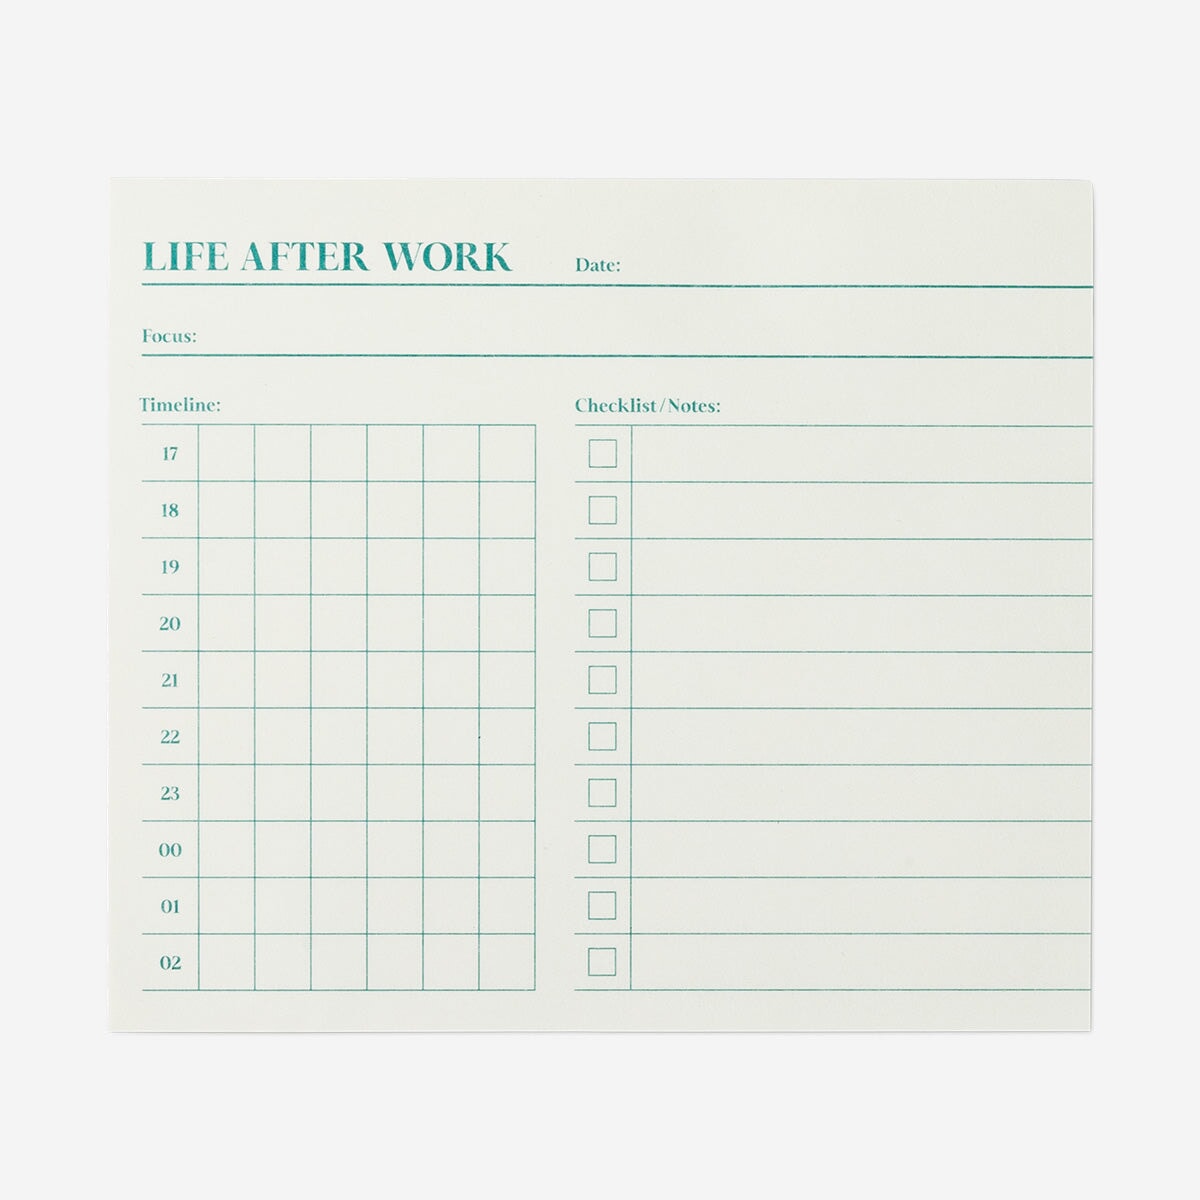 LIFE AFTER WORK
Date:
Focus:
Timeline:
17
18
19
20
21
22
23
00
01
02
Checklist/Notes: